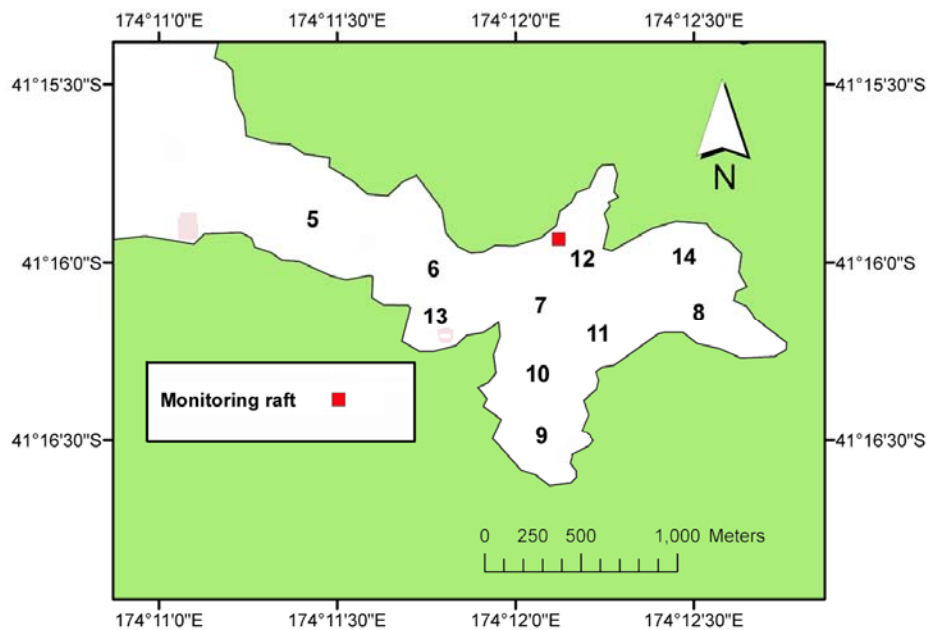 174°11'0"E 174°11'30"E 174°12'0"E 174°12'30"E
41°15'30"S 41°15'30"S
N
5
12 14
41°16'0"S 41°16'0"S
6
7
13 8
11
10
Monitoring raft
9
41°16'30"S 41°16'30"S
0 250 500 1,000 Meters
174°11'0"E 174°11'30"E 174°12'0"E 174°12'30"E